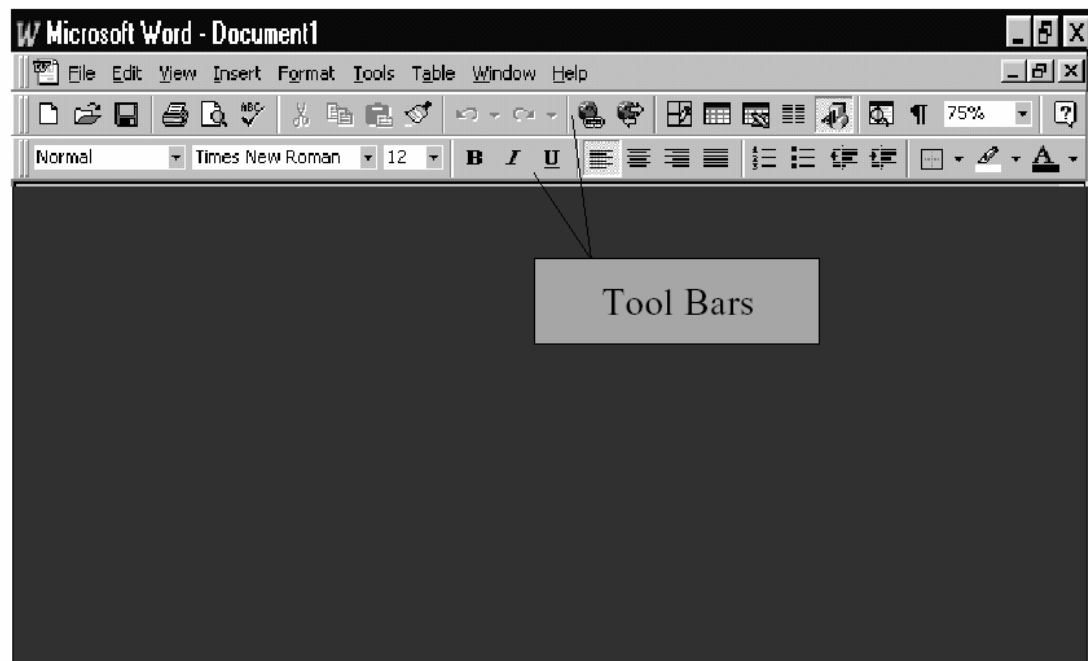 W Microsoft Word - Document1
File Edit View Insert Format Tools Table Window Help
ABC 75%
Normal Times New Roman 12 B I U A
Tool Bars